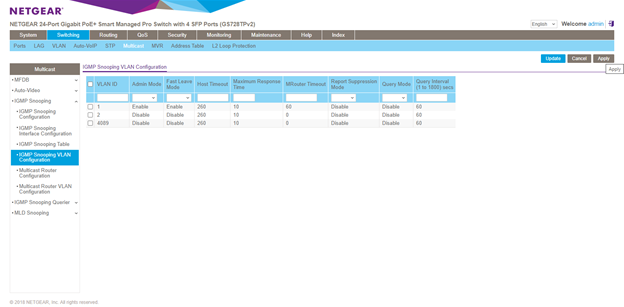 NETGEAR®
NETGEAR 24-Port Gigabit PoE+ Smart Managed Pro Switch with 4 SFP Ports (GS728TPv2)
English
Welcome admin
System Switching Routing QoS Security Monitoring Maintenance Help Index
Ports LAG VLAN Auto-VoIP STP Multicast MVR Address Table L2 Loop Protection
Update Cancel Apply
Apply
Multicast
• MFDB
• Auto-Video
• IGMP Snooping
• IGMP Snooping
Configuration
• IGMP Snooping
Interface Configuration
• IGMP Snooping Table
• IGMP Snooping VLAN
Configuration
• Multicast Router
Configuration
• Multicast Router VLAN
Configuration
• IGMP Snooping Querier
• MLD Snooping
IGMP Snooping VLAN Configuration
VLAN ID Admin Mode Fast Leave Mode Host Timeout Maximum Response Time MRouter Timeout Report Suppression Mode Query Mode Query Interval (1 to 1800) secs
1 Enable Enable 260 10 60 Disable Disable 60
2 Disable Disable 260 10 0 Disable Disable 60
4089 Disable Disable 260 10 0 Disable Disable 60
© 2018 NETGEAR, Inc. All rights reserved.